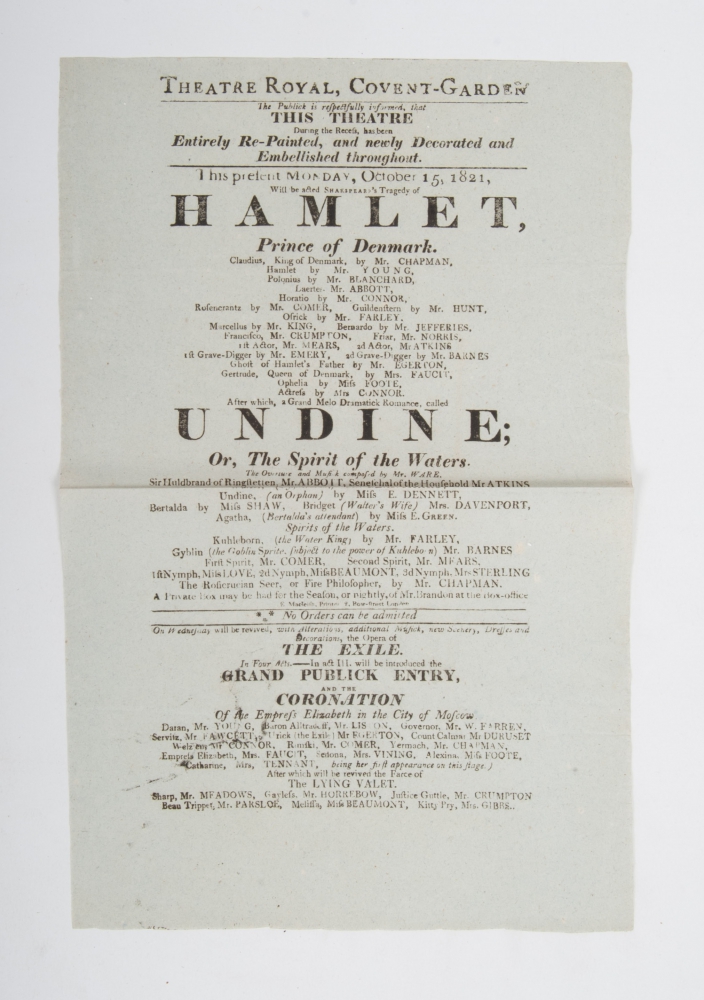 THEATRE ROYAL, COVENT-GARDEN
The Publick is reſpectfully informed, that
THIS THEATRE
During the Receſs, has been
Entirely Re-Painted, and newly Decorated and
Embellished throughout.
This preſent MONDAY, October 15, 1821,
Will be acted SHAKSPEARE's Tragedy of
HAMLET,
Prince of Denmark.
Claudius, King of Denmark, by Mr. CHAPMAN,
Hamlet by Mr. YOUNG,
Polonius by Mr. BLANCHARD,
Laertes Mr. ABBOTT,
Horatio by Mr. CONNOR,
Roſencrantz by Mr. COMER, Guildenſtern by Mr. HUNT,
Oſrick by Mr. FARLEY,
Marcellus by Mr. KING, Bernardo by Mr. JEFFERIES,
Franciſco, Mr. CRUMPTON, Friar, Mr. NORRIS,
1ſt Actor, Mr. MEARS, 2d Actor, Mr ATKINS
1ſt Grave-Digger by Mr. EMERY, 2d Grave-Digger by Mr. BARNES
Ghoſt of Hamlet's Father by Mr. EGERTON,
Gertrude, Queen of Denmark, by Mrs. FAUCIT,
Ophelia by Miſs FOOTE,
Actreſs by Mrs CONNOR.
After which, a Grand Melo Dramatick Romance, called
UNDINE;
Or, The Spirit of the Waters.
The Overture and Muſick compoſed by Mr. WARE.
Sir Huldbrand of Ringſtetten, Mr. ABBOTT, Seneſchal of the Houſehold Mr ATKINS
Undine, (an Orphan) by Miſs E. DENNETT,
Bertalda by Miſs SHAW, Bridget (Walter's Wife) Mrs. DAVENPORT,
Agatha, (Bertalda's attendant) by Miſs E. GREEN.
Spirits of the Waters.
Kuhleborn, (the Water King) by Mr. FARLEY,
Gyblin (the Goblin Sprite, ſubject to the power of Kuhleborn) Mr. BARNES
Firſt Spirit, Mr. COMER, Second Spirit, Mr. MEARS,
1ſt Nymph, Miſs LOVE, 2d Nymph, Miſs BEAUMONT, 3d Nymph, Mrs STERLING
The Roſicrucian Seer, or Fire Philoſopher, by Mr. CHAPMAN.
A Private Box may be had for the Seaſon, or nightly, of Mr. Brandon at the Box-office
E. Macleiſh, Printer 2, Bow-Street London
*⁎* No Orders can be admitted
On Wedneſday will be revived, with Alterations, additional Muſick, new Scenery, Dreſſes and
Decorations, the Opera of
THE EXILE.
In Four Acts.—In act III. will be introduced the
GRAND PUBLICK ENTRY,
AND THE
CORONATION
Of the Empreſs Elizabeth in the City of Moſcow
Daran, Mr. YOUNG, Baron Altradoff, Mr. LISTON, Governor, Mr. W. FARREN,
Servitz, Mr. FAWCETT, Ulrick (the Exile) Mr EGERTON, Count Calmar Mr DURUSET
Mr CONNOR, Rimſki, Mr. COMER, Yermach, Mr. CHAPMAN,
Empreſs Elizabeth, Mrs. FAUCIT, Sedona, Mrs. VINING, Alexina, Miſs FOOTE,
Catharine, Mrs. TENNANT, being her firſt appearance on this ſtage.)
After which will be revived the Farce of
The LYING VALET.
Sharp, Mr. MEADOWS, Gayleſs, Mr. HORREBOW, Juſtice Guttle, Mr. CRUMPTON
Beau Trippet, Mr. PARSLOE, Meliſſa, Miſs BEAUMONT, Kitty Pry, Mrs. GIBBS..